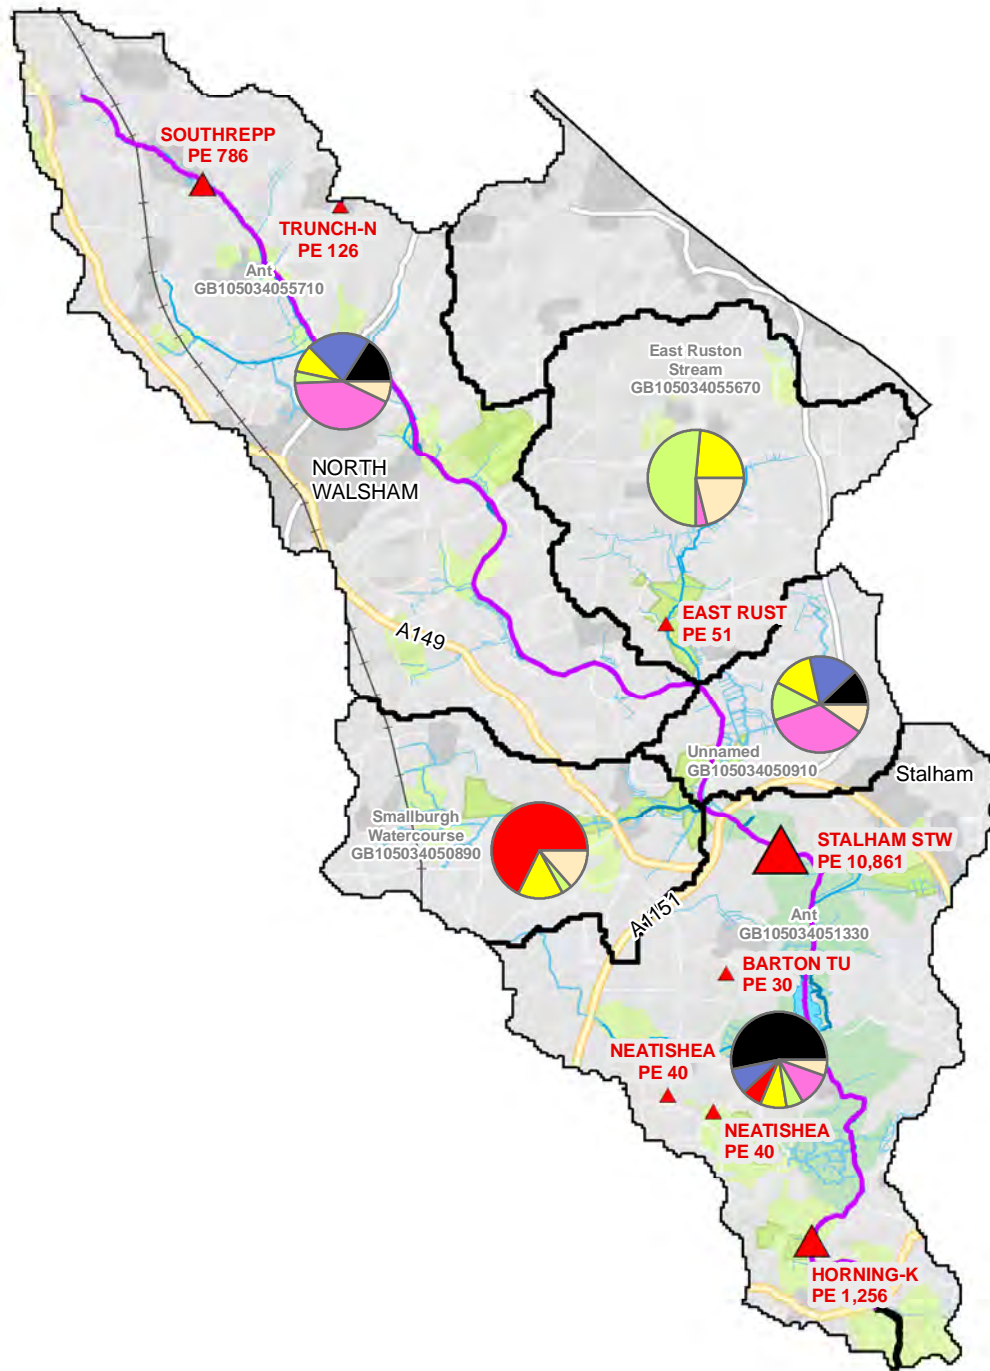 SOUTHREPP
PE 786
TRUNCH-N
PE 126
Ant
GB105034055710
East Ruston
Stream
GB105034055670
NORTH
WALSHAM
EAST RUST
PE 51
A149
Unnamed
GB105034050910
Stalham
Smallburgh
Watercourse
GB105034050890
STALHAM STW
PE 10,861
A1151
Ant
GB105034051330
BARTON TU
PE 30
NEATISHEA
PE 40
NEATISHEA
PE 40
HORNING-K
PE 1,256